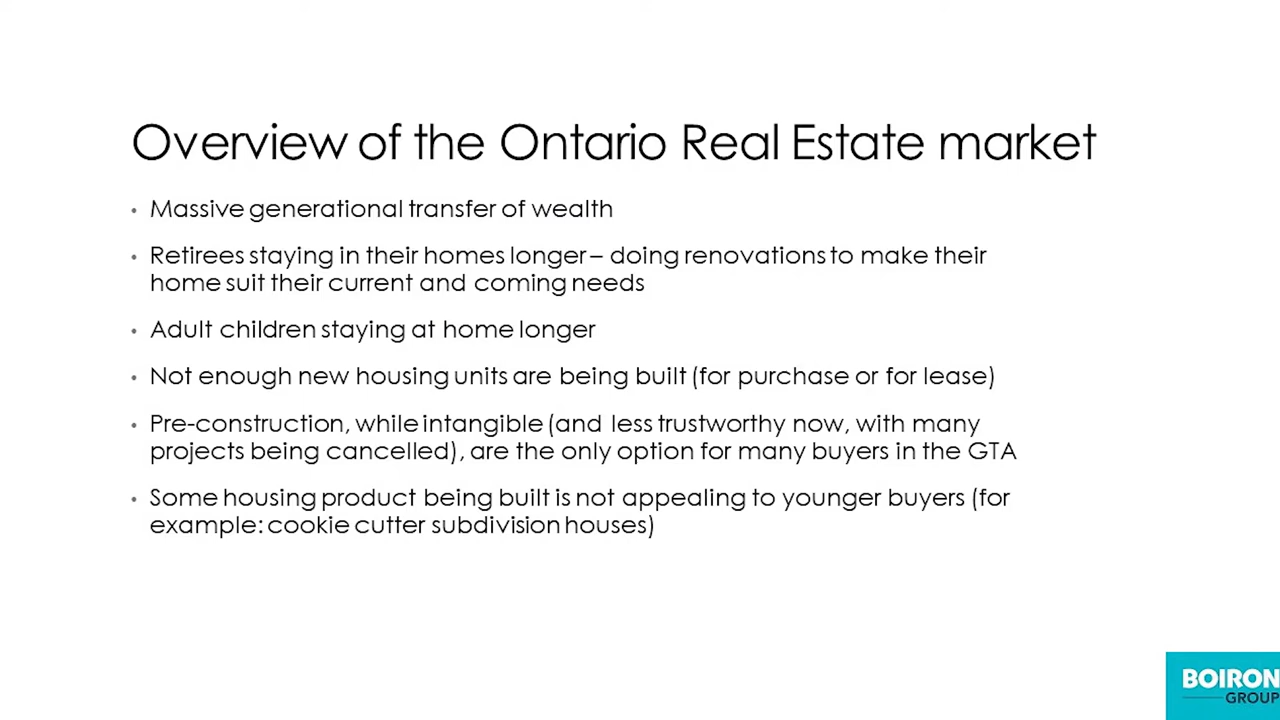 Overview of the Ontario Real Estate market
• Massive generational transfer of wealth
• Retirees staying in their homes longer – doing renovations to make their
home suit their current and coming needs
• Adult children staying at home longer
• Not enough new housing units are being built (for purchase or for lease)
• Pre-construction, while intangible (and less trustworthy now, with many
projects being cancelled), are the only option for many buyers in the GTA
• Some housing product being built is not appealing to younger buyers (for
example: cookie cutter subdivision houses)
BOIRON
GROUP